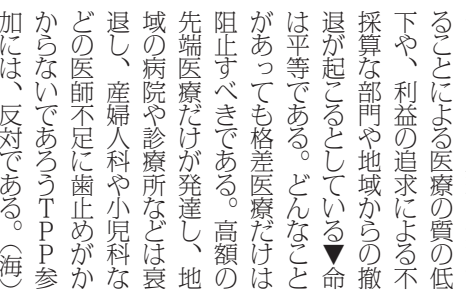 ることによる医療の質の低
下や、利益の追求による不
採算な部門や地域からの撤
退が起こるとしている▼命
は平等である。どんなこと
があっても格差医療だけは
阻止すべきである。高額の
先端医療だけが発達し、地
域の病院や診療所などは衰
退し、産婦人科や小児科な
どの医師不足に歯止めがか
からないであろうTPP参
加には、反対である。（海）